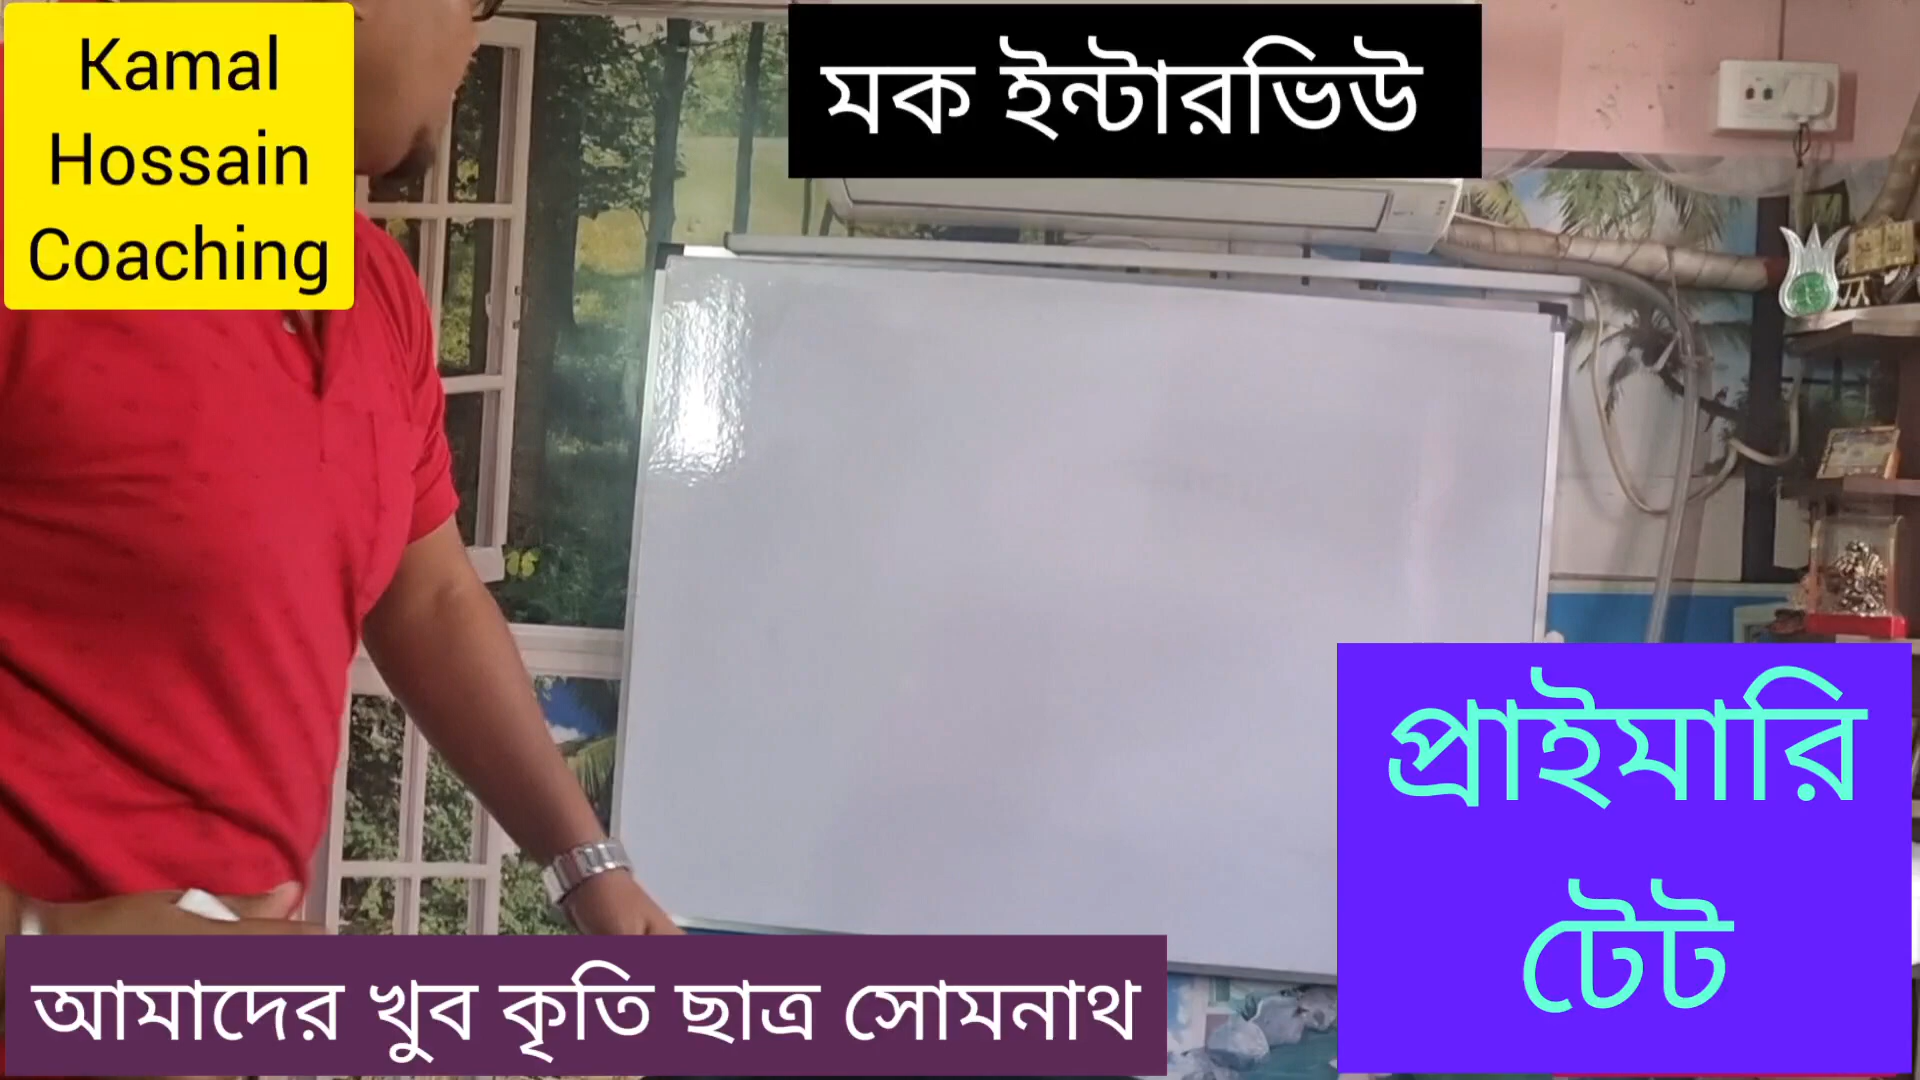 Kamal
Hossain
Coaching
মক ইন্টারভিউ
প্রাইমারি
টেট
আমাদের খুব কৃতি ছাত্র সোমনাথ